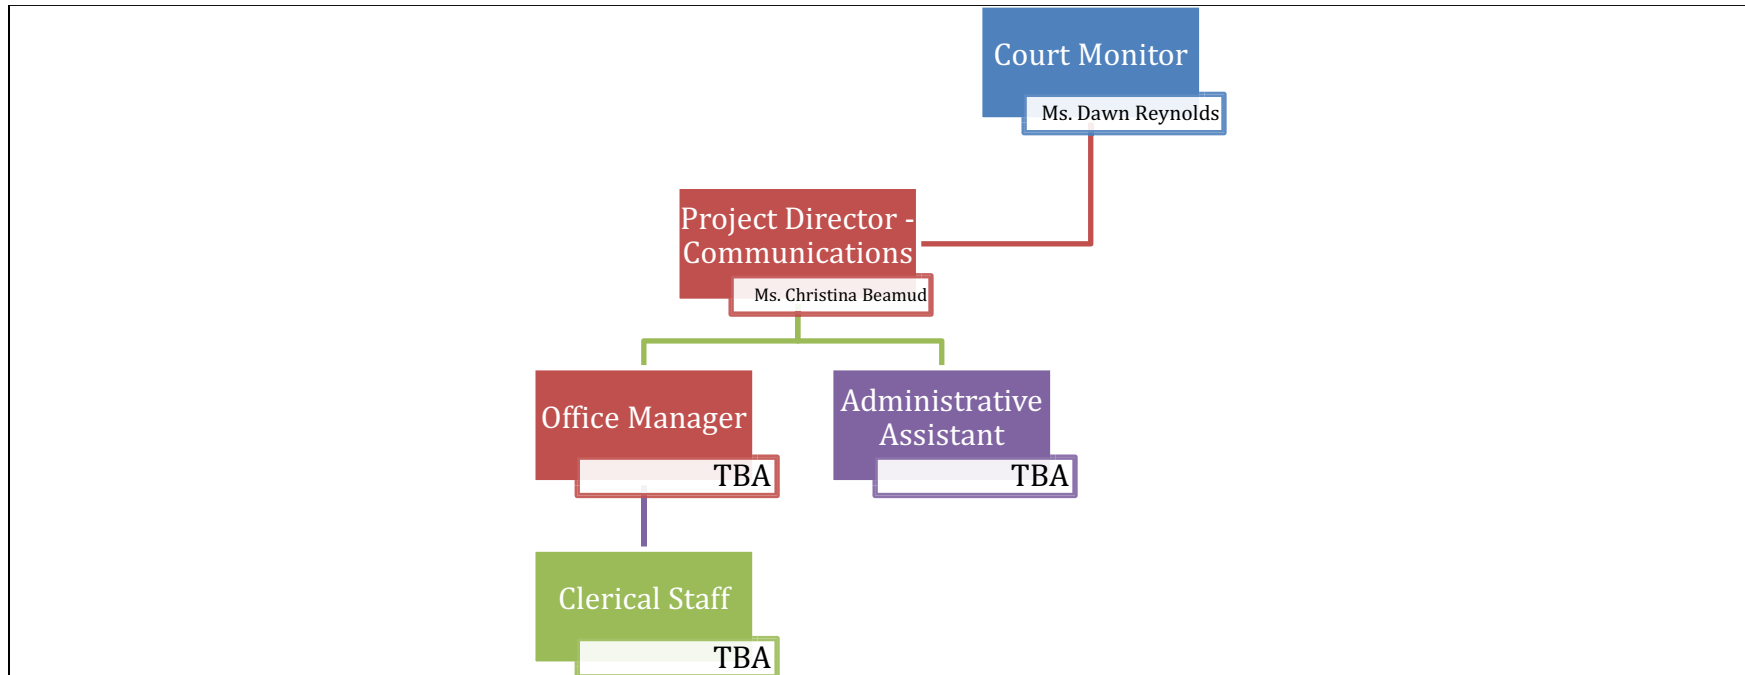 Court Monitor
Ms. Dawn Reynolds
Project Director -
Communications
Ms. Christina Beamud
Office Manager
TBA
Administrative
Assistant
TBA
Clerical Staff
TBA